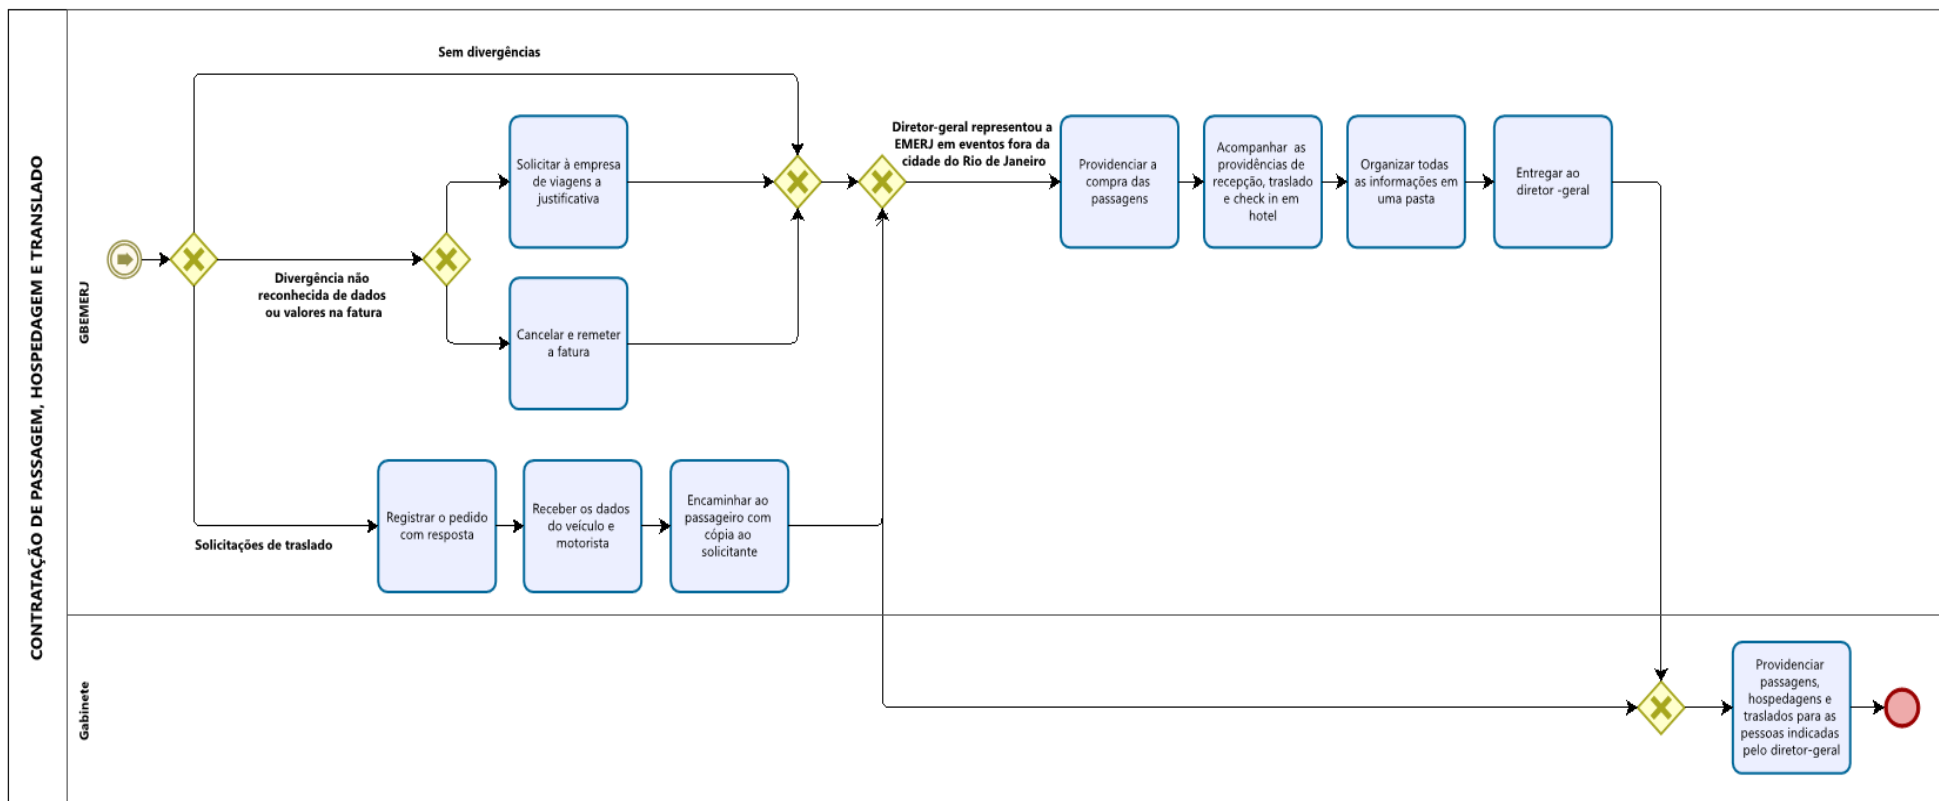 CONTRATAÇÃO DE PASSAGEM, HOSPEDAGEM E TRANSLADO
GBEMERJ
Sem divergências
Divergência não
reconhecida de dados
ou valores na fatura
Solicitar à empresa
de viagens a
justificativa
Cancelar e remeter
a fatura
Solicitações de traslado
Registrar o pedido
com resposta
Receber os dados
do veículo e
motorista
Encaminhar ao
passageiro com
cópia ao
solicitante
Diretor-geral representou a
EMERJ em eventos fora da
cidade do Rio de Janeiro
Providenciar a
compra das
passagens
Acompanhar as
providências de
recepção, traslado
e check in em
hotel
Organizar todas
as informações em
uma pasta
Entregar ao
diretor -geral
Gabinete
Providenciar
passagens,
hospedagens e
traslados para as
pessoas indicadas
pelo diretor-geral